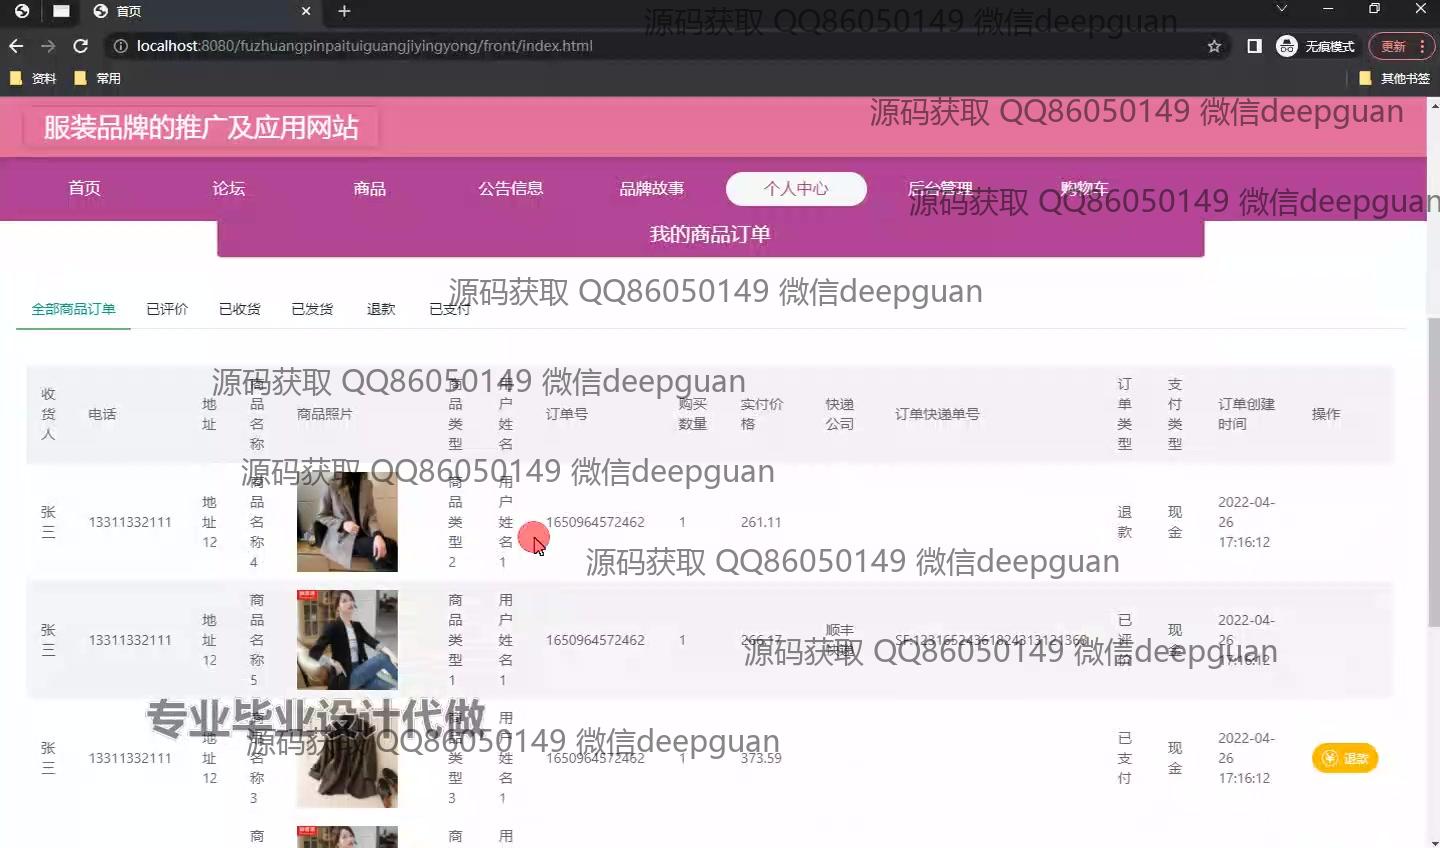 首页
源码获取 QQ86050149 微信deepguan
localhost:8080/fuzhuangpinpaituiguangjiyingyong/front/index.html
无痕模式
更新
资料
常用
其他书签
服装品牌的推广及应用网站
源码获取 QQ86050149 微信deepguan
首页 论坛 商品 公告信息 品牌故事 个人中心 后台管理 购物车
源码获取 QQ86050149 微信deepguan
我的商品订单
源码获取 QQ86050149 微信deepguan
全部商品订单 已评价 已收货 已发货 退款 已支付
源码获取 QQ86050149 微信deepguan
收货人 电话 地址 商品名称 商品照片 商品类型 用户姓名 订单号 购买数量 实付价格 快递公司 订单快递单号 订单类型 支付类型 订单创建时间 操作
源码获取 QQ86050149 微信deepguan
张三 13311332111 地址12 商品名称4 商品类型2 用户姓名1 1650964572462 1 261.11 退款 现金 2022-04-26 17:16:12
源码获取 QQ86050149 微信deepguan
张三 13311332111 地址12 商品名称5 商品类型1 用户姓名1 1650964572462 1 266.17 顺丰快递 已评价 现金 2022-04-26 17:16:12
源码获取 QQ86050149 微信deepguan
专业毕业设计代做
源码获取 QQ86050149 微信deepguan
张三 13311332111 地址12 商品名称3 商品类型3 用户姓名1 1650964572462 1 373.59 已支付 现金 2022-04-26 17:16:12 退款
商 商 用